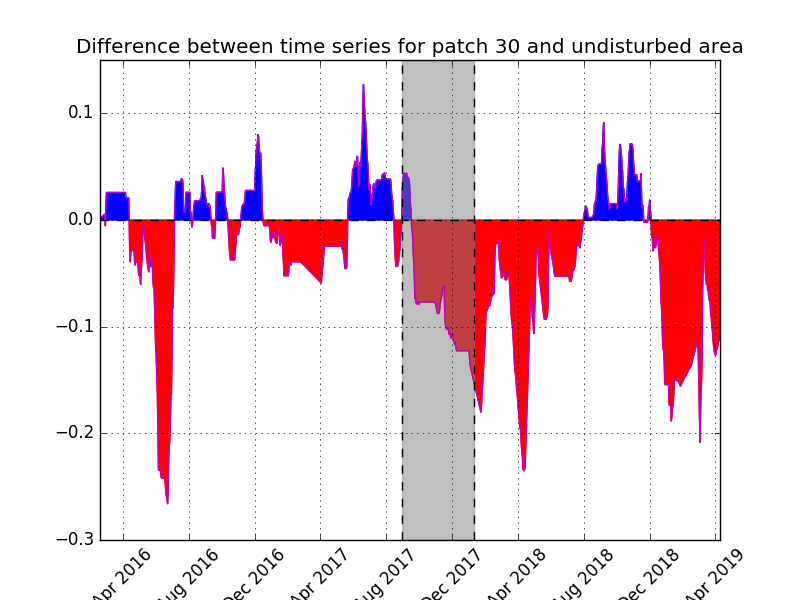 Difference between time series for patch 30 and undisturbed area
0.1
0.0
−0.1
−0.2
−0.3
Apr 2016
Aug 2016
Dec 2016
Apr 2017
Aug 2017
Dec 2017
Apr 2018
Aug 2018
Dec 2018
Apr 2019